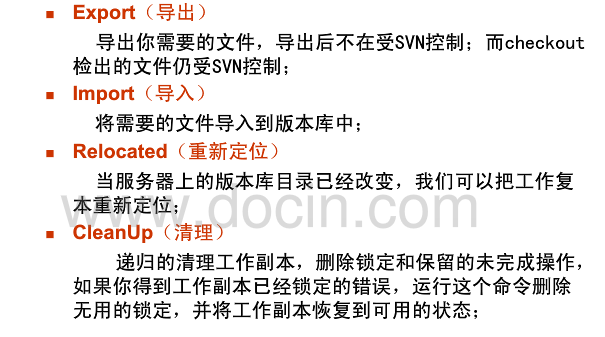 Export（导出）
导出你需要的文件，导出后不在受SVN控制；而checkout
检出的文件仍受SVN控制；
Import（导入）
将需要的文件导入到版本库中；
Relocated（重新定位）
当服务器上的版本库目录已经改变，我们可以把工作复
本重新定位；
www.docin.com
CleanUp（清理）
递归的清理工作副本，删除锁定和保留的未完成操作，
如果你得到工作副本已经锁定的错误，运行这个命令删除
无用的锁定，并将工作副本恢复到可用的状态；